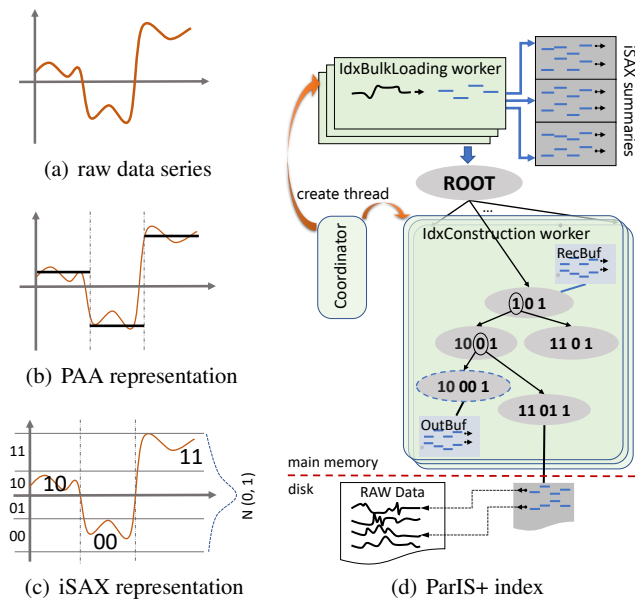 (a) raw data series
(b) PAA representation
11
10
01
00
10
00
11
N (0, 1)
(c) iSAX representation
IdxBulkLoading worker
iSAX summaries
ROOT
create thread
...
Coordinator
IdxConstruction worker
RecBuf
1 0 1
10 0 1
11 0 1
10 00 1
11 01 1
OutBuf
main memory
disk
RAW Data
(d) ParIS+ index